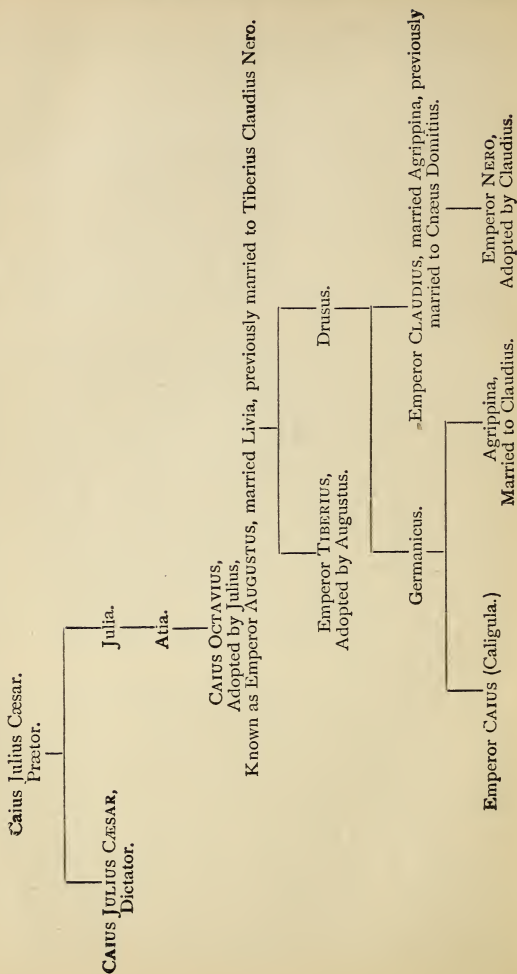 Caius Julius Cæsar.
Prætor.
CAIUS JULIUS CÆSAR,
Dictator.
Julia.
Atia.
CAIUS OCTAVIUS,
Adopted by Julius,
Known as Emperor AUGUSTUS, married Livia, previously married to Tiberius Claudius Nero.
Emperor TIBERIUS,
Adopted by Augustus.
Drusus.
Germanicus.
Emperor CLAUDIUS, married Agrippina, previously
married to Cnæus Domitius.
Emperor CAIUS (Caligula.)
Agrippina,
Married to Claudius.
Emperor NERO,
Adopted by Claudius.